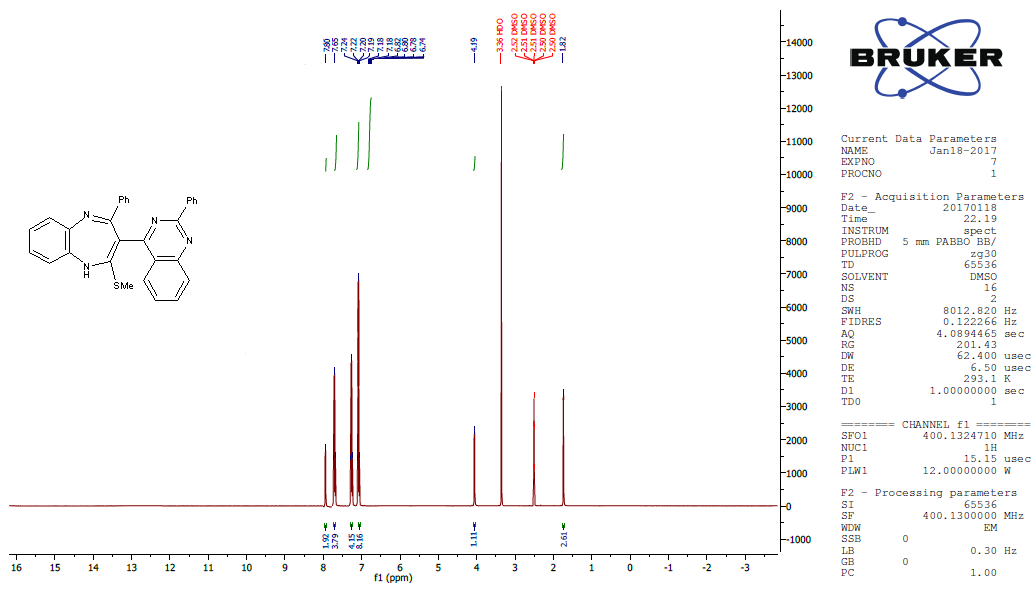 7.80
7.65
7.24
7.22
7.20
7.19
7.18
7.18
6.82
6.80
6.78
6.74
4.19
3.36 HDO
2.52 DMSO
2.51 DMSO
2.51 DMSO
2.50 DMSO
2.50 DMSO
1.82
14000
13000
12000
11000
10000
9000
8000
7000
6000
5000
4000
3000
2000
1000
0
-1000
Ph
N
Ph
N
N
N
H
SMe
1.92
3.79
4.15
8.16
1.11
2.61
16 15 14 13 12 11 10 9 8 7 6 5 4 3 2 1 0 -1 -2 -3
f1 (ppm)
BRUKER
Current Data Parameters
NAME Jan18-2017
EXPNO 7
PROCNO 1
F2 - Acquisition Parameters
Date_ 20170118
Time 22.19
INSTRUM spect
PROBHD 5 mm PABBO BB/
PULPROG zg30
TD 65536
SOLVENT DMSO
NS 16
DS 2
SWH 8012.820 Hz
FIDRES 0.122266 Hz
AQ 4.0894465 sec
RG 201.43
DW 62.400 usec
DE 6.50 usec
TE 293.1 K
D1 1.00000000 sec
TD0 1
======== CHANNEL f1 ========
SFO1 400.1324710 MHz
NUC1 1H
P1 15.15 usec
PLW1 12.00000000 W
F2 - Processing parameters
SI 65536
SF 400.1300000 MHz
WDW EM
SSB 0
LB 0.30 Hz
GB 0
PC 1.00